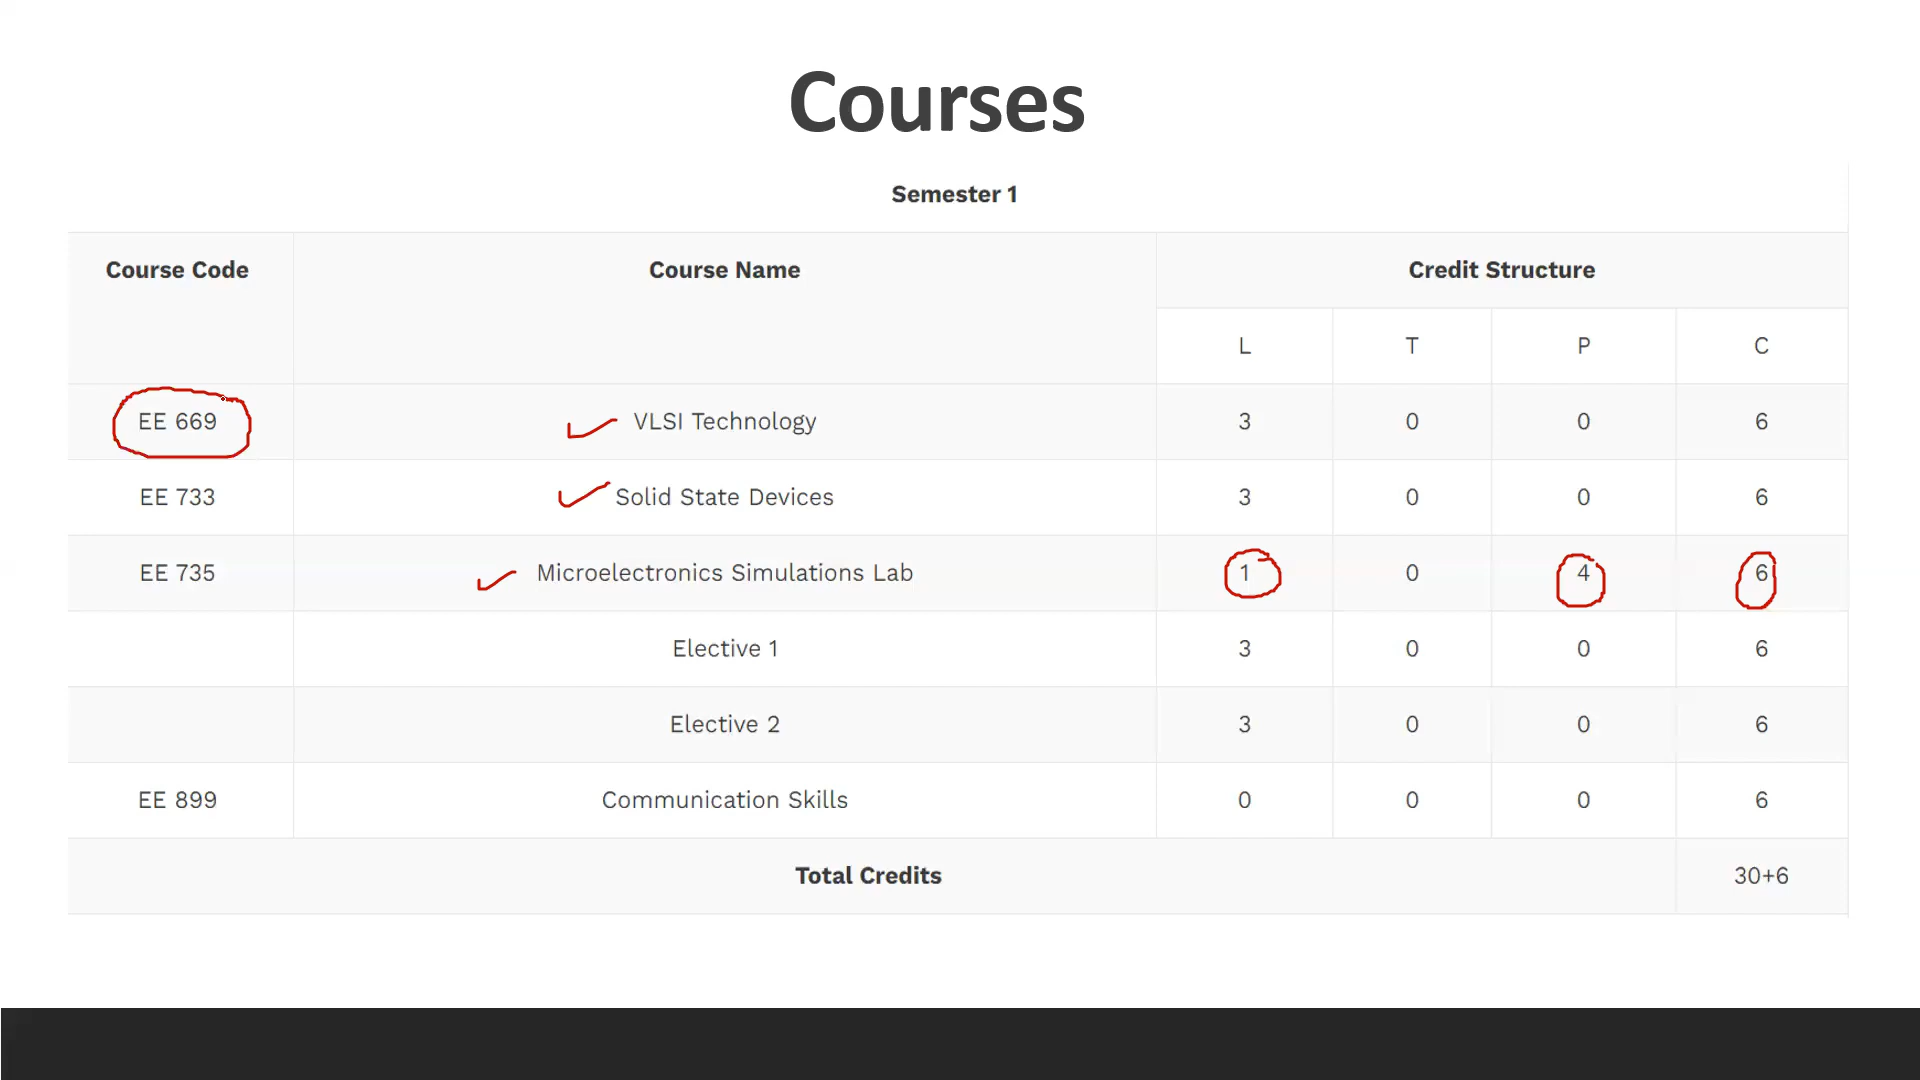 Courses
Semester 1
Course Code Course Name Credit Structure
L T P C
EE 669 VLSI Technology 3 0 0 6
EE 733 Solid State Devices 3 0 0 6
EE 735 Microelectronics Simulations Lab 1 0 4 6
Elective 1 3 0 0 6
Elective 2 3 0 0 6
EE 899 Communication Skills 0 0 0 6
Total Credits 30+6